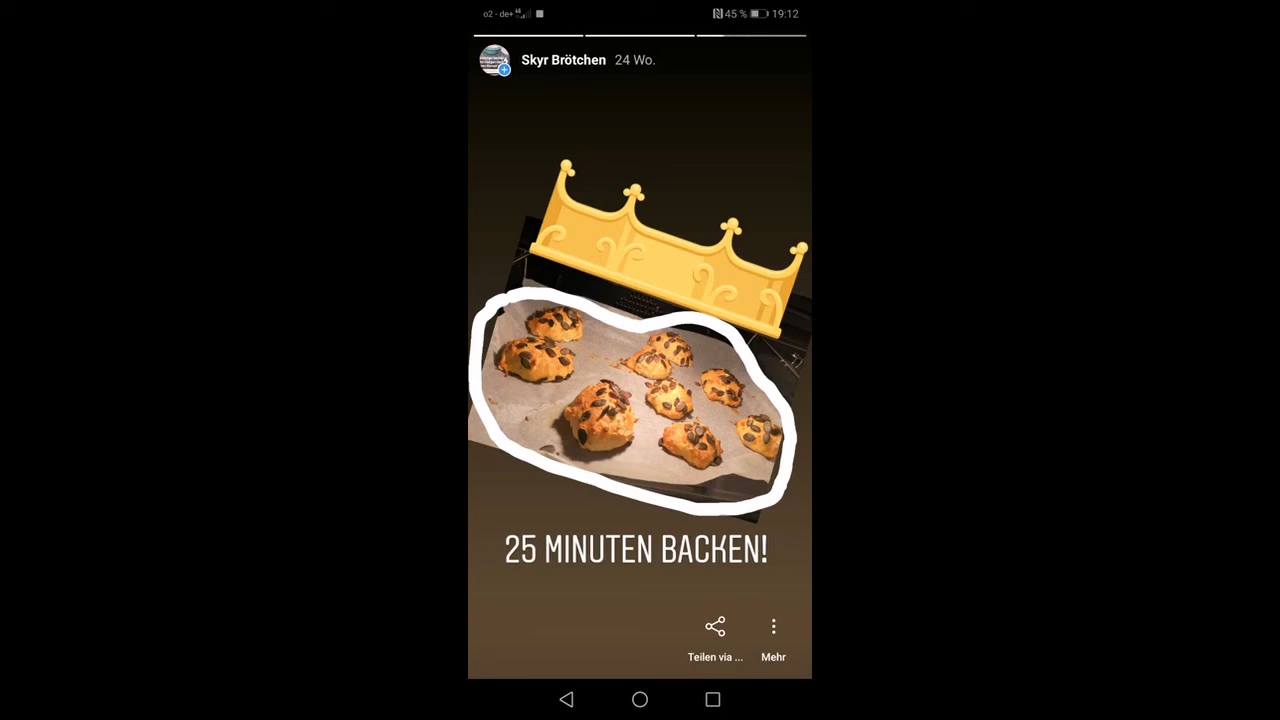 o2 - de+ 45 % 19:12
Skyr Brötchen 24 Wo.
25 MINUTEN BACKEN!
Teilen via ... Mehr